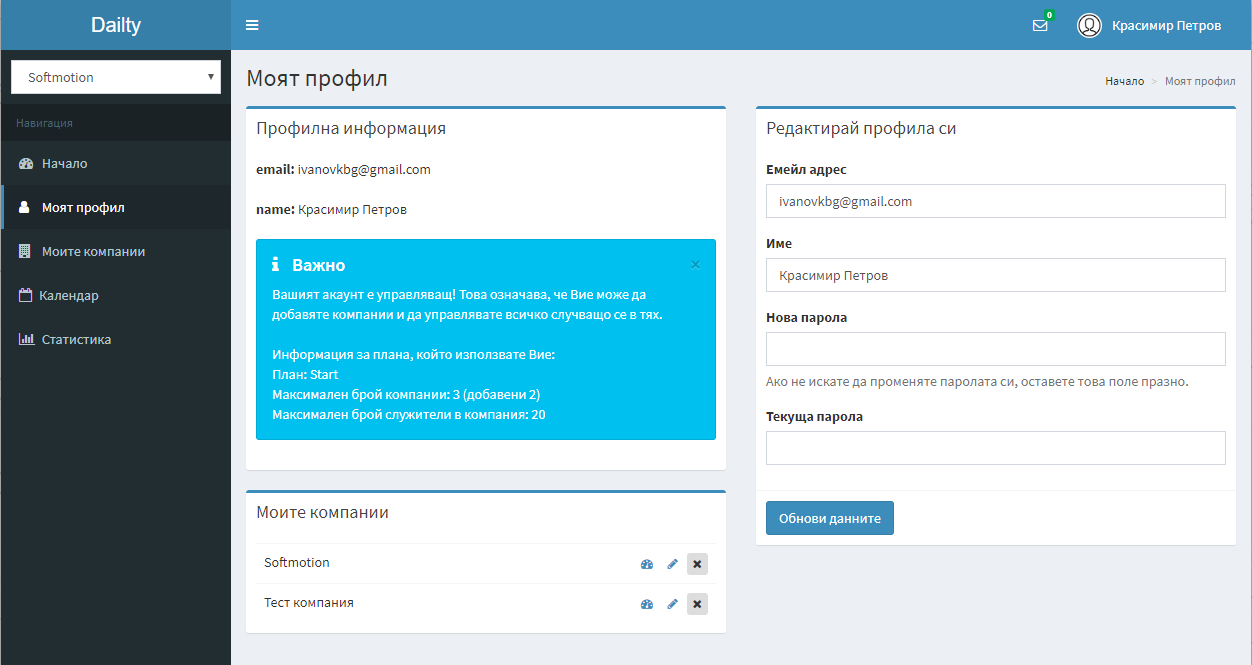 Dailty
0
Красимир Петров
Softmotion
Навигация
Начало
Моят профил
Моите компании
Календар
Статистика
Моят профил
Начало > Моят профил
Профилна информация
email: ivanovkbg@gmail.com
name: Красимир Петров
Важно
×
Вашият акаунт е управляващ! Това означава, че Вие може да
добавяте компании и да управлявате всичко случващо се в тях.
Информация за плана, който използвате Вие:
План: Start
Максимален брой компании: 3 (добавени 2)
Максимален брой служители в компания: 20
Моите компании
Softmotion
Тест компания
Редактирай профила си
Емейл адрес
ivanovkbg@gmail.com
Име
Красимир Петров
Нова парола
Ако не искате да променяте паролата си, оставете това поле празно.
Текуща парола
Обнови данните